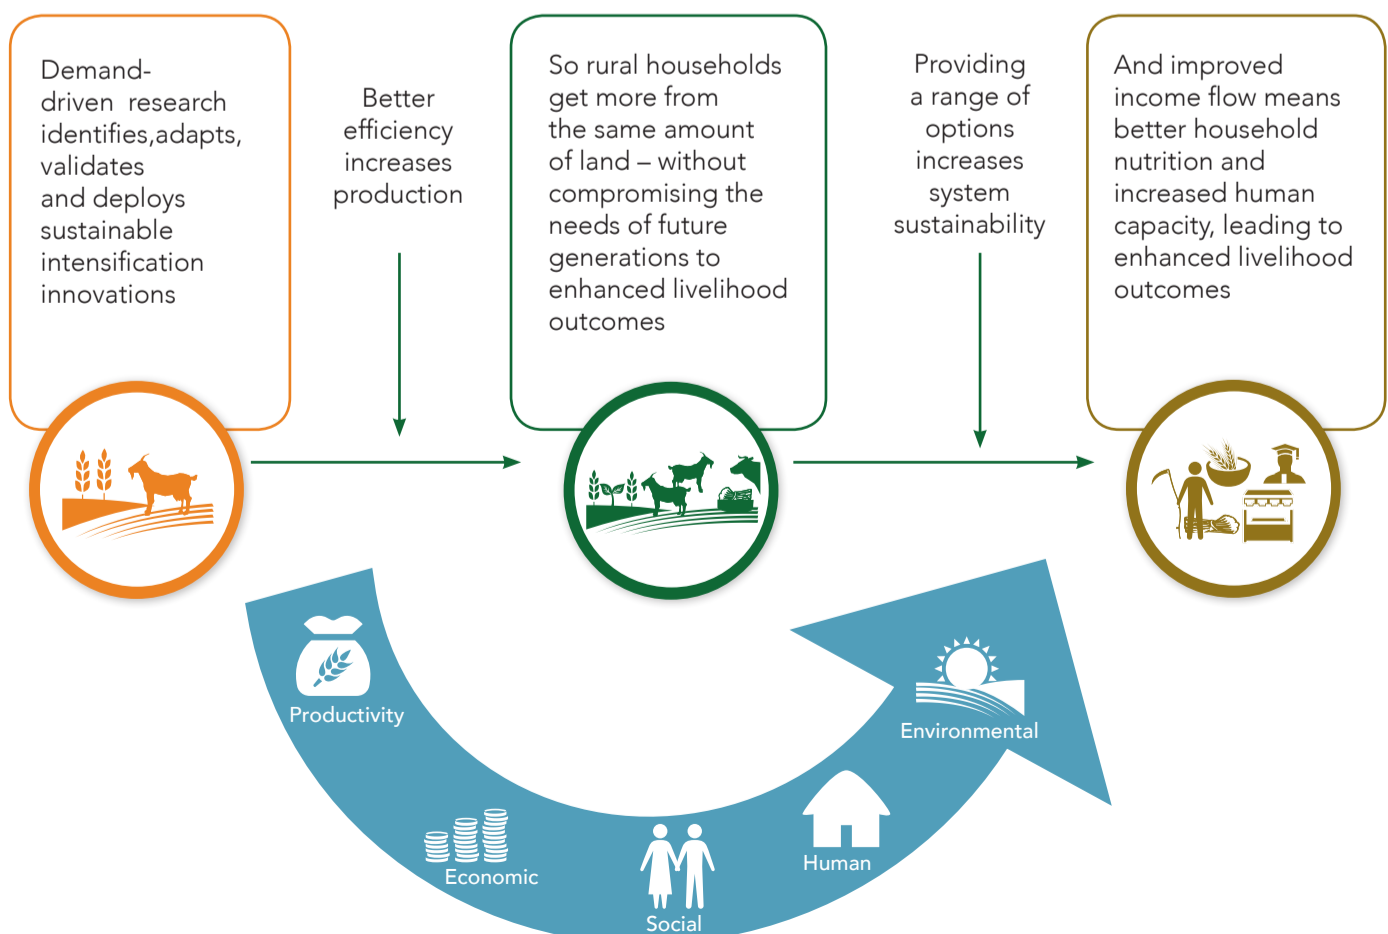 Demand-
driven  research
identifies,adapts,
validates
and deploys
sustainable
intensification
innovations
Better
efficiency
increases
production
So rural households
get more from
the same amount
of land – without
compromising the
needs of future
generations to
enhanced livelihood
outcomes
Providing
a range of
options
increases
system
sustainability
And improved
income flow means
better household
nutrition and
increased human
capacity, leading to
enhanced livelihood
outcomes
Productivity
Economic
Social
Human
Environmental